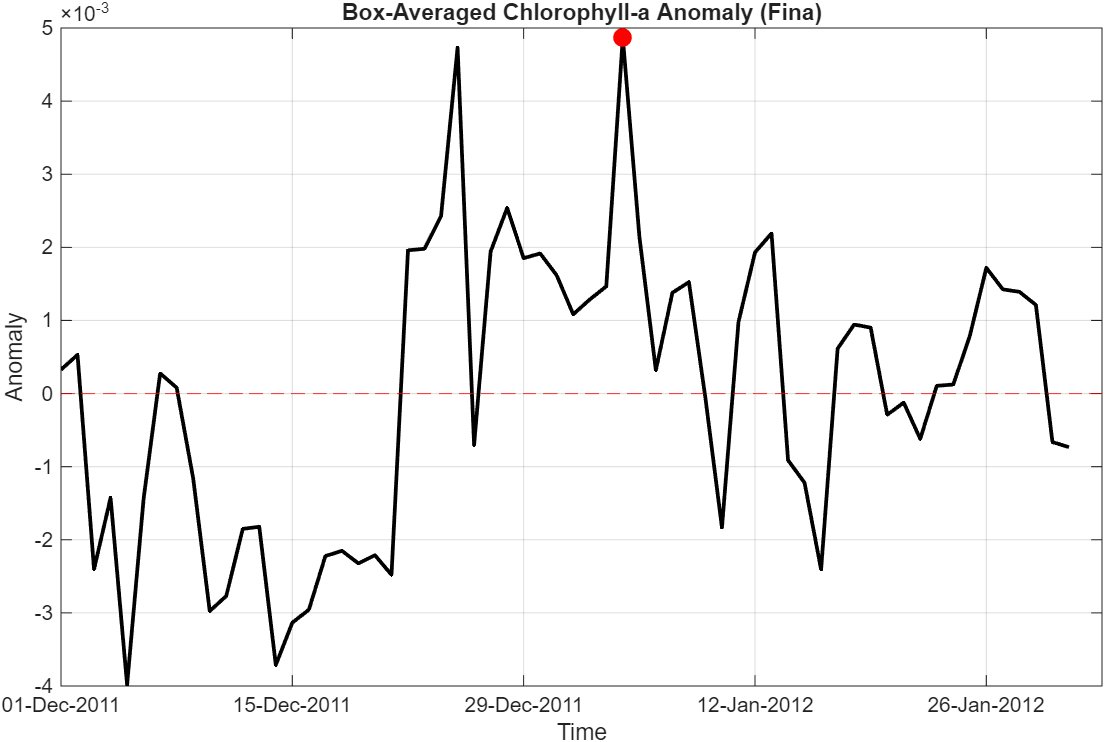 ×10⁻³
Box-Averaged Chlorophyll-a Anomaly (Fina)
5
4
3
2
1
0
-1
-2
-3
-4
Anomaly
01-Dec-2011 15-Dec-2011 29-Dec-2011 12-Jan-2012 26-Jan-2012
Time